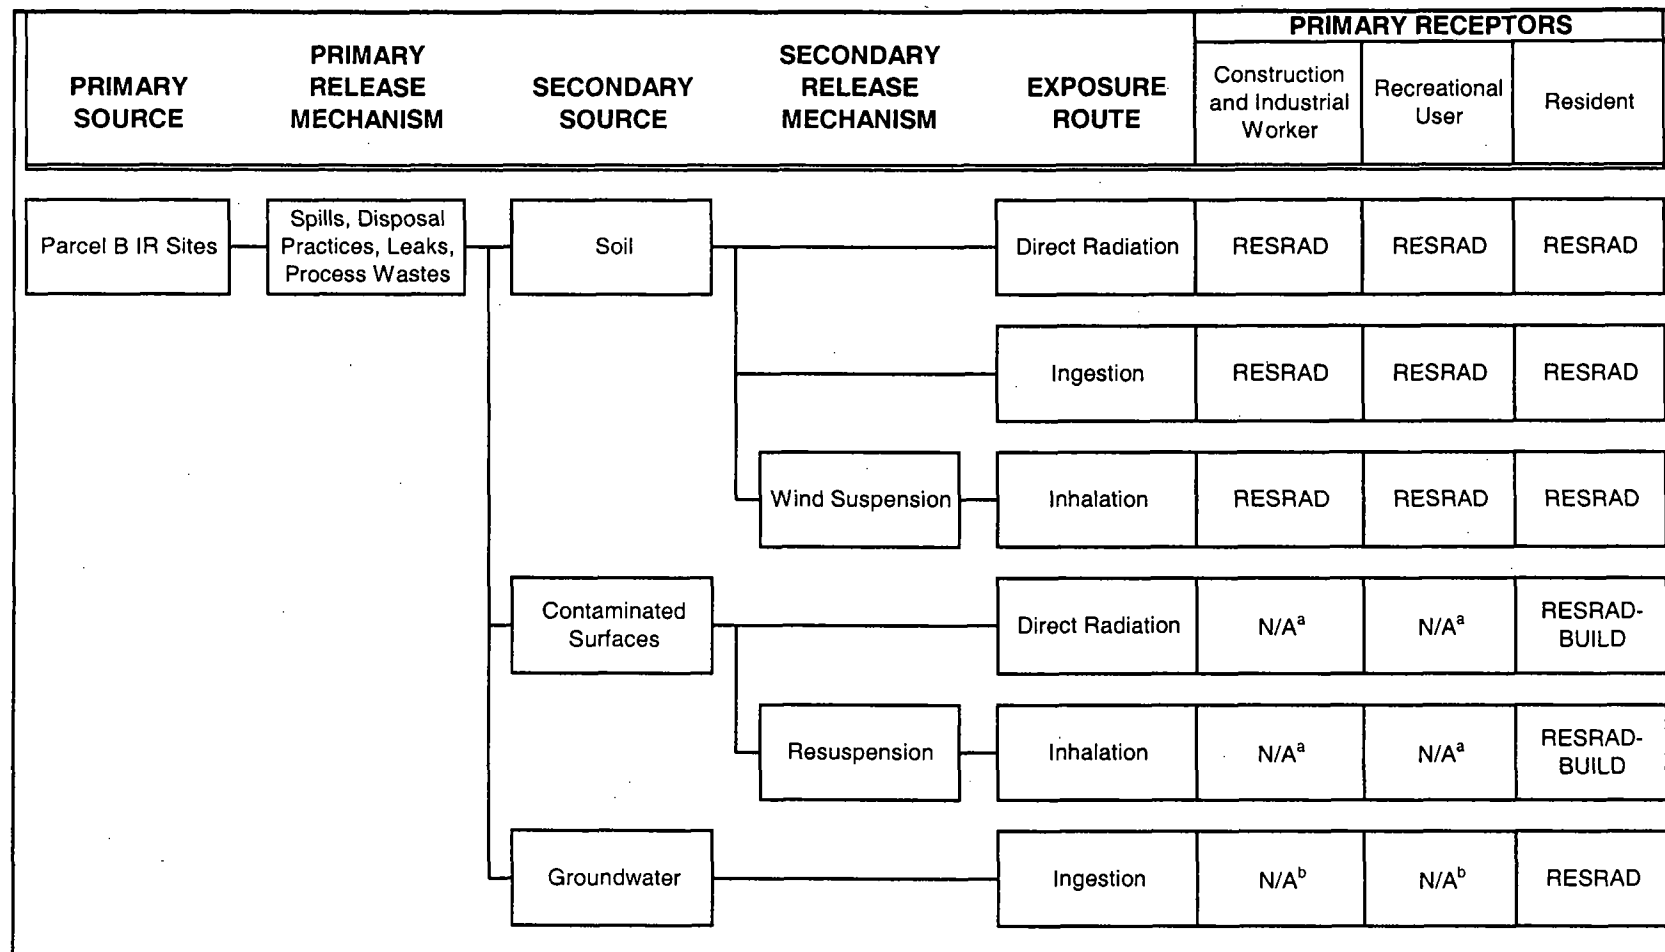 PRIMARY RECEPTORS
PRIMARY
SOURCE
PRIMARY
RELEASE
MECHANISM
SECONDARY
SOURCE
SECONDARY
RELEASE
MECHANISM
EXPOSURE
ROUTE
Construction
and Industrial
Worker
Recreational
User
Resident
Parcel B IR Sites
Spills, Disposal
Practices, Leaks,
Process Wastes
Soil
Direct Radiation
RESRAD
RESRAD
RESRAD
Ingestion
RESRAD
RESRAD
RESRAD
Wind Suspension
Inhalation
RESRAD
RESRAD
RESRAD
Contaminated
Surfaces
Direct Radiation
N/Aᵃ
N/Aᵃ
RESRAD-
BUILD
Resuspension
Inhalation
N/Aᵃ
N/Aᵃ
RESRAD-
BUILD
Groundwater
Ingestion
N/Aᵇ
N/Aᵇ
RESRAD